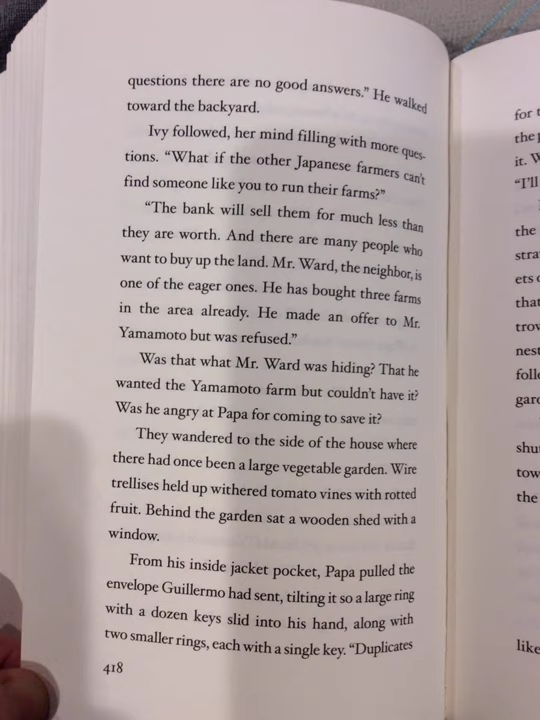 questions there are no good answers.” He walked
toward the backyard.
Ivy followed, her mind filling with more ques-
tions. “What if the other Japanese farmers can’t
find someone like you to run their farms?”
“The bank will sell them for much less than
they are worth. And there are many people who
want to buy up the land. Mr. Ward, the neighbor, is
one of the eager ones. He has bought three farms
in the area already. He made an offer to Mr.
Yamamoto but was refused.”
Was that what Mr. Ward was hiding? That he
wanted the Yamamoto farm but couldn’t have it?
Was he angry at Papa for coming to save it?
They wandered to the side of the house where
there had once been a large vegetable garden. Wire
trellises held up withered tomato vines with rotted
fruit. Behind the garden sat a wooden shed with a
window.
From his inside jacket pocket, Papa pulled the
envelope Guillermo had sent, tilting it so a large ring
with a dozen keys slid into his hand, along with
two smaller rings, each with a single key. “Duplicates
418
for
the
it.
“I’ll
the
that
the
like